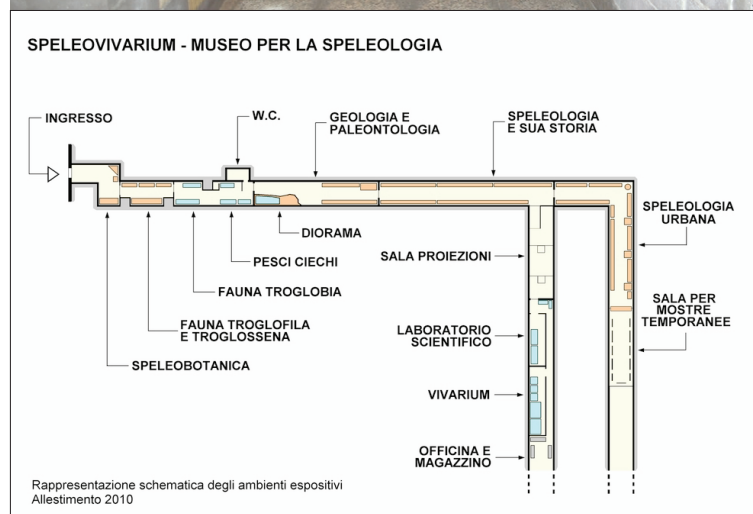 SPELEOVIVARIUM - MUSEO PER LA SPELEOLOGIA
INGRESSO
W.C.
GEOLOGIA E
PALEONTOLOGIA
SPELEOLOGIA
E SUA STORIA
SPELEOLOGIA
URBANA
DIORAMA
PESCI CIECHI
SALA PROIEZIONI
FAUNA TROGLOBIA
SALA PER
MOSTRE
TEMPORANEE
FAUNA TROGLOFILA
E TROGLOSSENA
LABORATORIO
SCIENTIFICO
SPELEOBOTANICA
VIVARIUM
OFFICINA E
MAGAZZINO
Rappresentazione schematica degli ambienti espositivi
Allestimento 2010